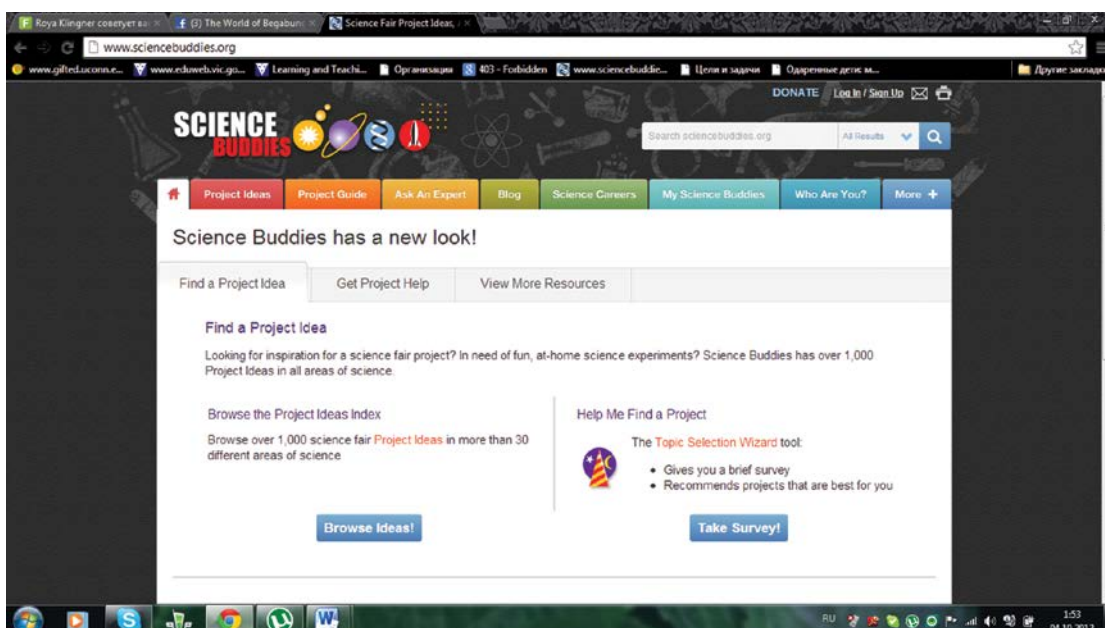 Roya Klingner советует ва
(3) The World of Begabun
Science Fair Project Ideas,
www.sciencebuddies.org
www.gifted.uconn.e... www.eduweb.vic.go... Learning and Teachi... Организация 403 - Forbidden www.sciencebuddie... Цели и задачи Одаренные дети: м... Другие закладки
DONATE Log In / Sign Up
SCIENCE
BUDDIES
Search sciencebuddies.org All Results
Project Ideas Project Guide Ask An Expert Blog Science Careers My Science Buddies Who Are You? More +
Science Buddies has a new look!
Find a Project Idea Get Project Help View More Resources
Find a Project Idea
Looking for inspiration for a science fair project? In need of fun, at-home science experiments? Science Buddies has over 1,000
Project Ideas in all areas of science.
Browse the Project Ideas Index
Browse over 1,000 science fair Project Ideas in more than 30
different areas of science
Browse Ideas!
Help Me Find a Project
The Topic Selection Wizard tool:
• Gives you a brief survey
• Recommends projects that are best for you
Take Survey!
RU 1:53
04.10.2013